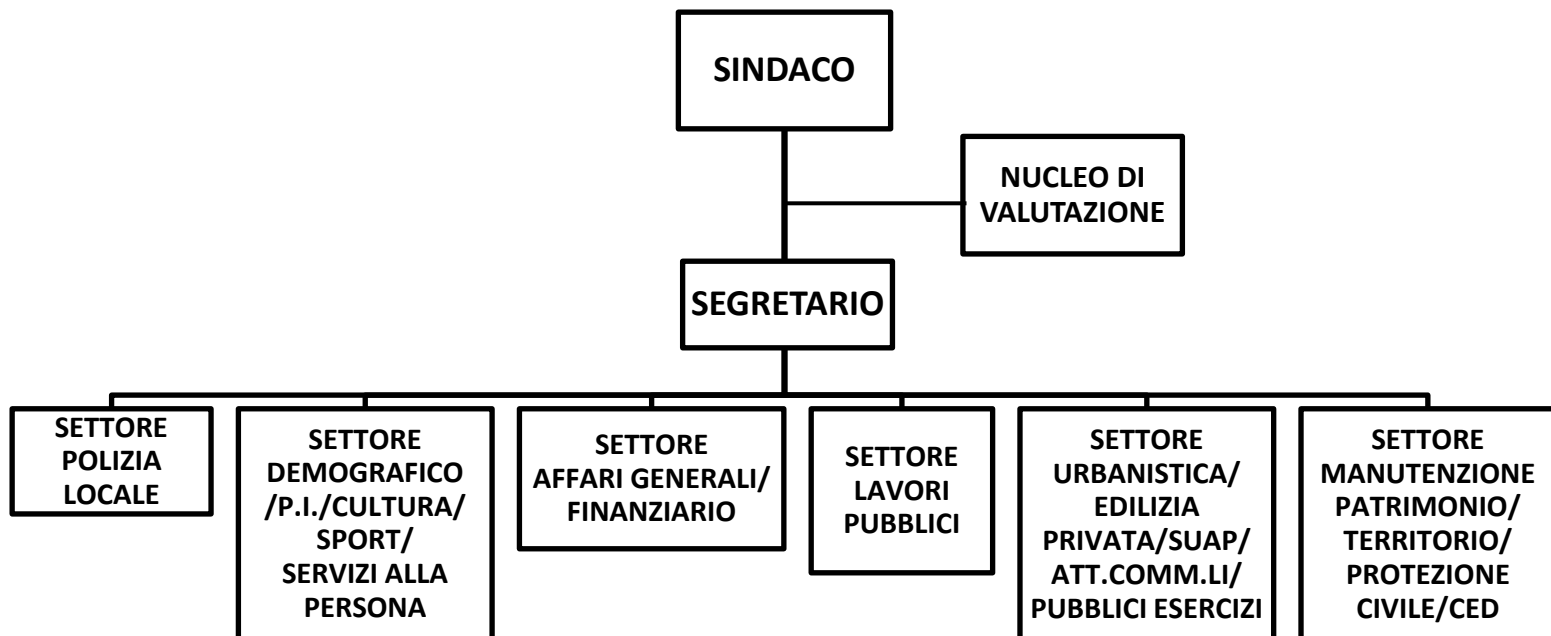 SINDACO
NUCLEO DI
VALUTAZIONE
SEGRETARIO
SETTORE
POLIZIA
LOCALE
SETTORE
DEMOGRAFICO
/P.I./CULTURA/
SPORT/
SERVIZI ALLA
PERSONA
SETTORE
AFFARI GENERALI/
FINANZIARIO
SETTORE
LAVORI
PUBBLICI
SETTORE
URBANISTICA/
EDILIZIA
PRIVATA/SUAP/
ATT.COMM.LI/
PUBBLICI ESERCIZI
SETTORE
MANUTENZIONE
PATRIMONIO/
TERRITORIO/
PROTEZIONE
CIVILE/CED